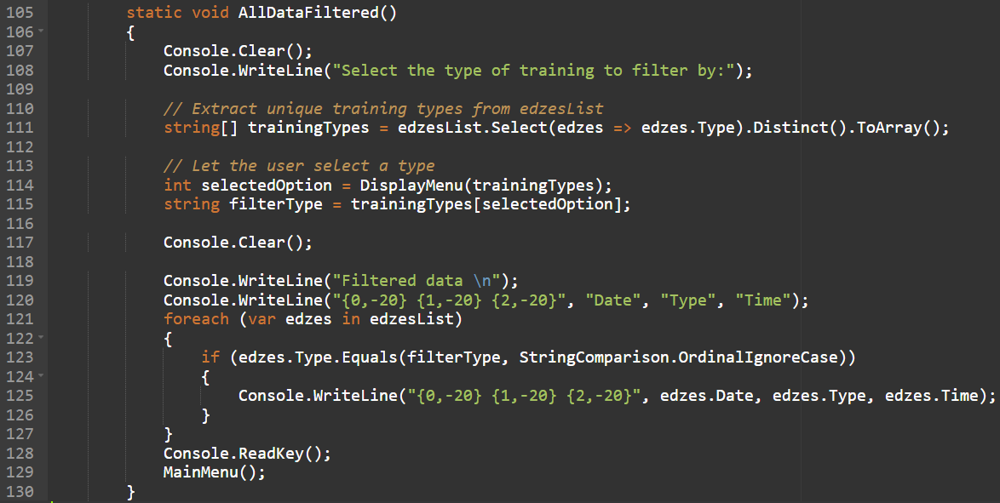 105 static void AllDataFiltered()
106 {
107 Console.Clear();
108 Console.WriteLine("Select the type of training to filter by:");
109
110 // Extract unique training types from edzesList
111 string[] trainingTypes = edzesList.Select(edzes => edzes.Type).Distinct().ToArray();
112
113 // Let the user select a type
114 int selectedOption = DisplayMenu(trainingTypes);
115 string filterType = trainingTypes[selectedOption];
116
117 Console.Clear();
118
119 Console.WriteLine("Filtered data \n");
120 Console.WriteLine("{0,-20} {1,-20} {2,-20}", "Date", "Type", "Time");
121 foreach (var edzes in edzesList)
122 {
123 if (edzes.Type.Equals(filterType, StringComparison.OrdinalIgnoreCase))
124 {
125 Console.WriteLine("{0,-20} {1,-20} {2,-20}", edzes.Date, edzes.Type, edzes.Time);
126 }
127 }
128 Console.ReadKey();
129 MainMenu();
130 }